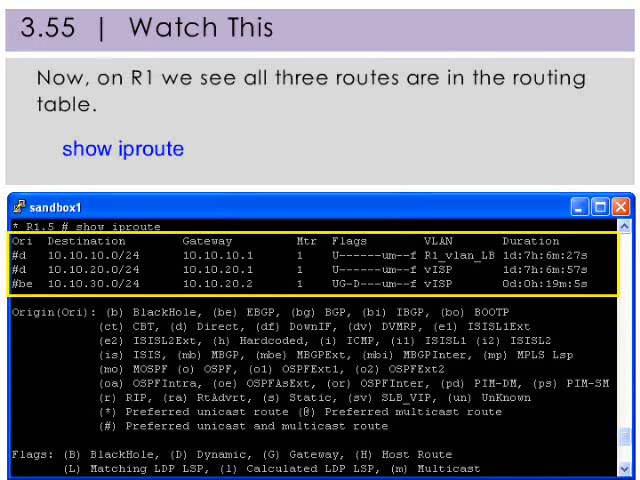 3.55 | Watch This
Now, on R1 we see all three routes are in the routing
table.
show iproute
sandbox1
* R1.5 # show iproute
Ori Destination Gateway Mtr Flags VLAN Duration
#d 10.10.10.0/24 10.10.10.1 1 U------um--f R1_vlan_LB 1d:7h:6m:27s
#d 10.10.20.0/24 10.10.20.1 1 U------um--f vISP 1d:7h:6m:57s
#be 10.10.30.0/24 10.10.20.2 1 UG-D---um--f vISP 0d:0h:19m:5s
Origin(Ori): (b) BlackHole, (be) EBGP, (bg) BGP, (bi) IBGP, (bo) BOOTP
(ct) CBT, (d) Direct, (df) DownIF, (dv) DVMRP, (e1) ISISL1Ext
(e2) ISISL2Ext, (h) Hardcoded, (i) ICMP, (i1) ISISL1 (i2) ISISL2
(is) ISIS, (mb) MBGP, (mbe) MBGPExt, (mbi) MBGPInter, (mp) MPLS Lsp
(mo) MOSPF (o) OSPF, (o1) OSPFExt1, (o2) OSPFExt2
(oa) OSPFIntra, (oe) OSPFAsExt, (or) OSPFInter, (pd) PIM-DM, (ps) PIM-SM
(r) RIP, (ra) RtAdvrt, (s) Static, (sv) SLB_VIP, (un) UnKnown
(*) Preferred unicast route (@) Preferred multicast route
(#) Preferred unicast and multicast route
Flags: (B) BlackHole, (D) Dynamic, (G) Gateway, (H) Host Route
(L) Matching LDP LSP, (l) Calculated LDP LSP, (m) Multicast